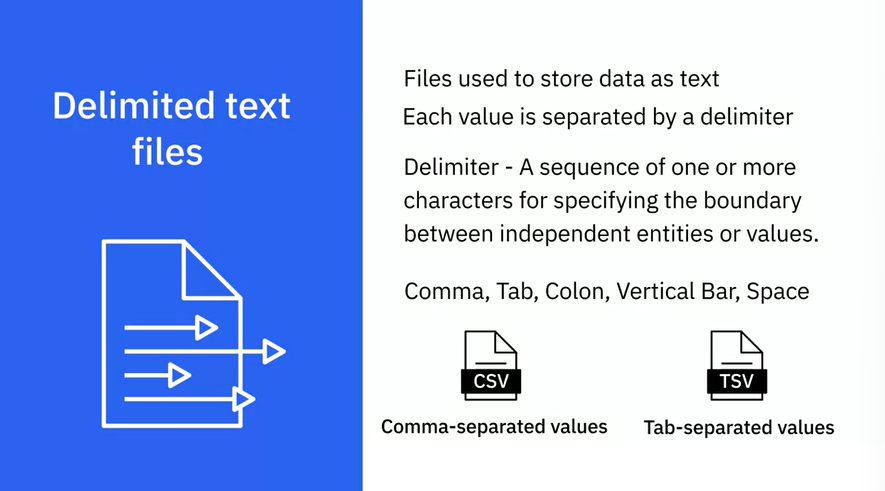 Delimited text
files
Files used to store data as text
Each value is separated by a delimiter
Delimiter - A sequence of one or more
characters for specifying the boundary
between independent entities or values.
Comma, Tab, Colon, Vertical Bar, Space
CSV
TSV
Comma-separated values
Tab-separated values